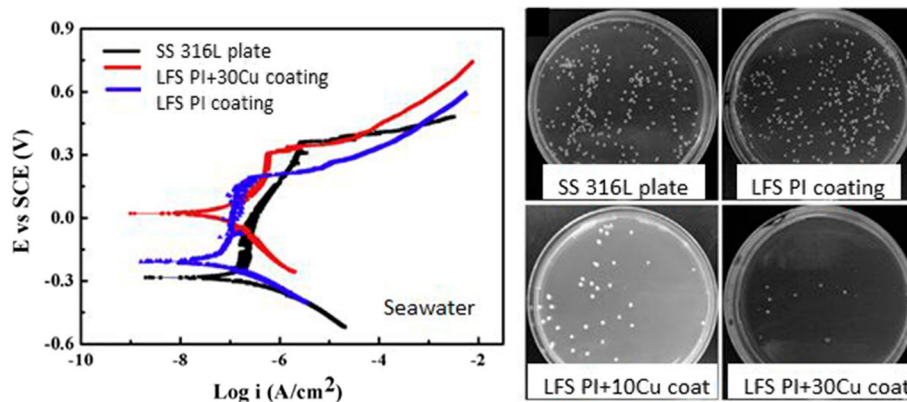 0.9
0.6
0.3
0.0
-0.3
-0.6
E vs SCE (V)
SS 316L plate
LFS PI+30Cu coating
LFS PI coating
Seawater
-10
-8
-6
-4
-2
Log i (A/cm²)
SS 316L plate
LFS PI coating
LFS PI+10Cu coat
LFS PI+30Cu coat